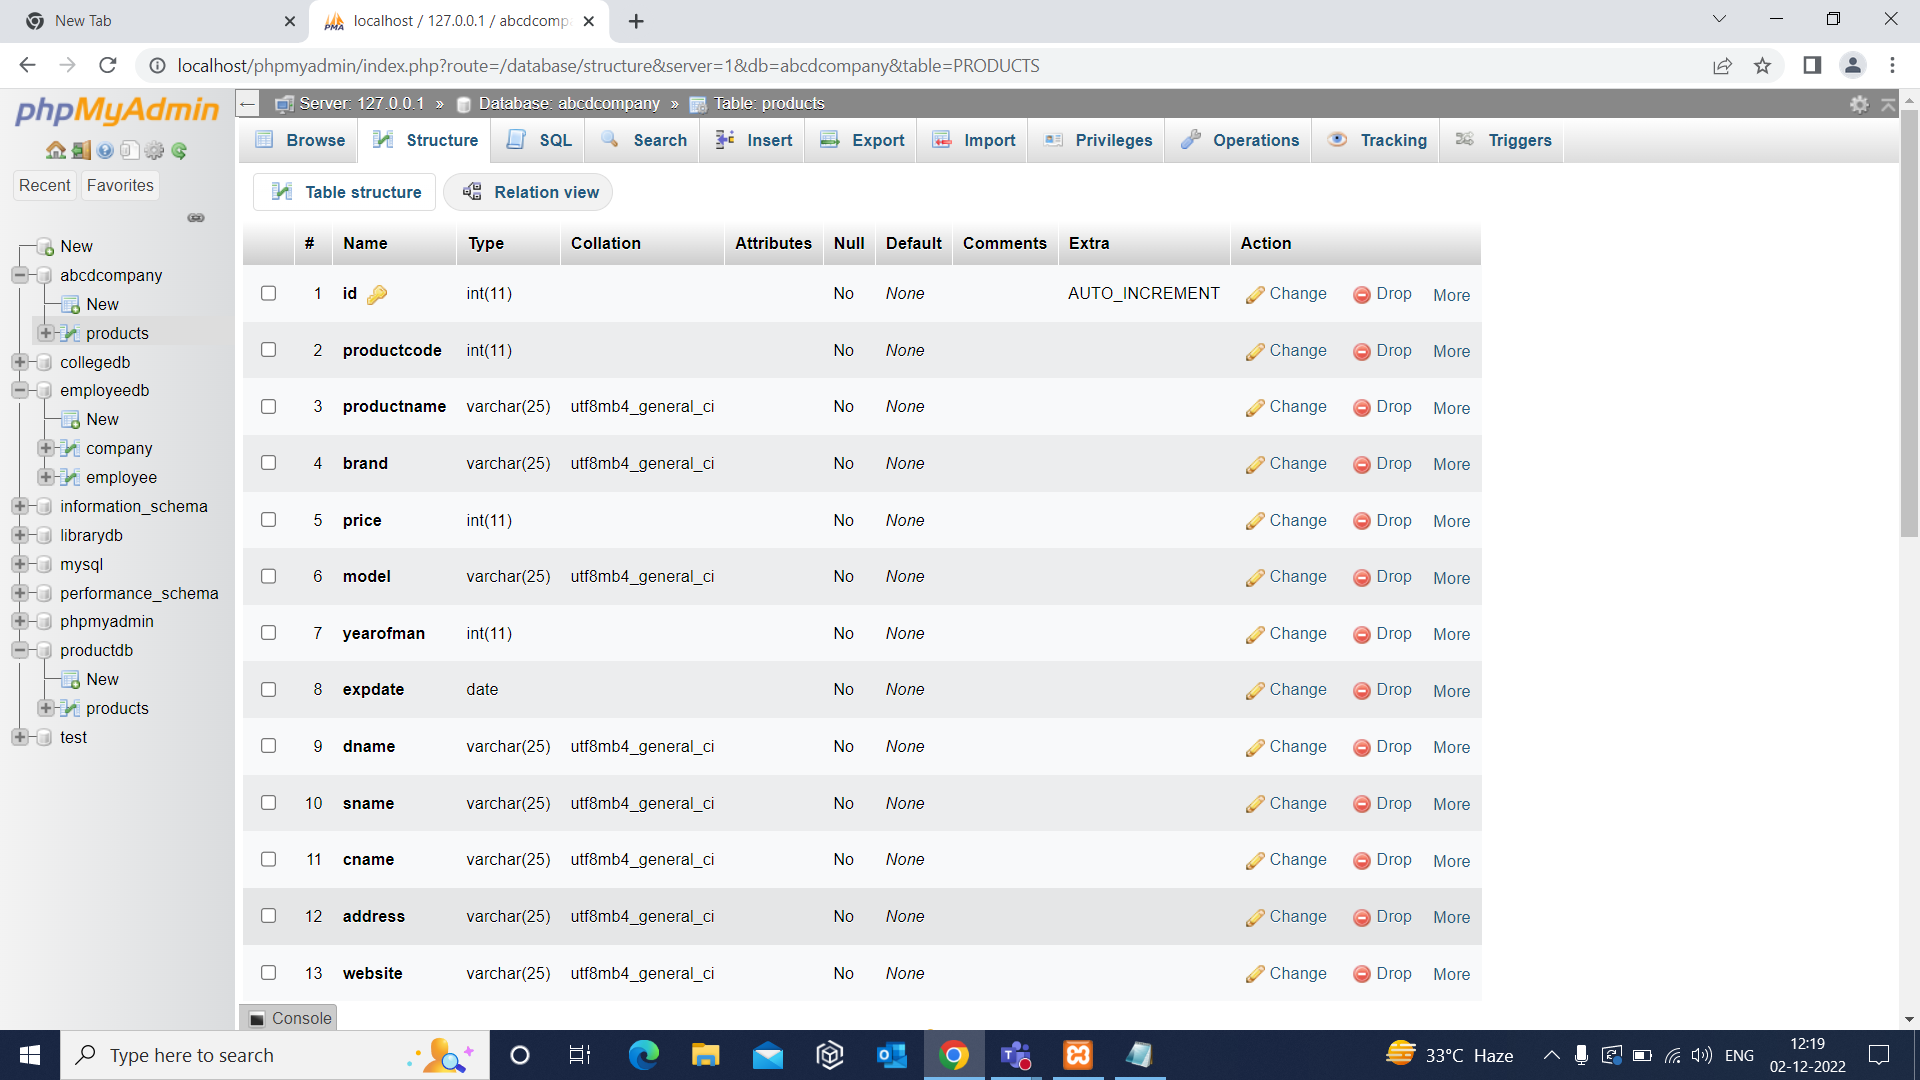 New Tab
localhost / 127.0.0.1 / abcdcomp
localhost/phpmyadmin/index.php?route=/database/structure&server=1&db=abcdcompany&table=PRODUCTS
phpMyAdmin
Recent Favorites
New
abcdcompany
New
products
collegedb
employeedb
New
company
employee
information_schema
librarydb
mysql
performance_schema
phpmyadmin
productdb
New
products
test
Server: 127.0.0.1 » Database: abcdcompany » Table: products
Browse Structure SQL Search Insert Export Import Privileges Operations Tracking Triggers
Table structure Relation view
# Name Type Collation Attributes Null Default Comments Extra Action
1 id int(11) No None AUTO_INCREMENT Change Drop More
2 productcode int(11) No None Change Drop More
3 productname varchar(25) utf8mb4_general_ci No None Change Drop More
4 brand varchar(25) utf8mb4_general_ci No None Change Drop More
5 price int(11) No None Change Drop More
6 model varchar(25) utf8mb4_general_ci No None Change Drop More
7 yearofman int(11) No None Change Drop More
8 expdate date No None Change Drop More
9 dname varchar(25) utf8mb4_general_ci No None Change Drop More
10 sname varchar(25) utf8mb4_general_ci No None Change Drop More
11 cname varchar(25) utf8mb4_general_ci No None Change Drop More
12 address varchar(25) utf8mb4_general_ci No None Change Drop More
13 website varchar(25) utf8mb4_general_ci No None Change Drop More
Console
Type here to search
33°C Haze
ENG
12:19
02-12-2022